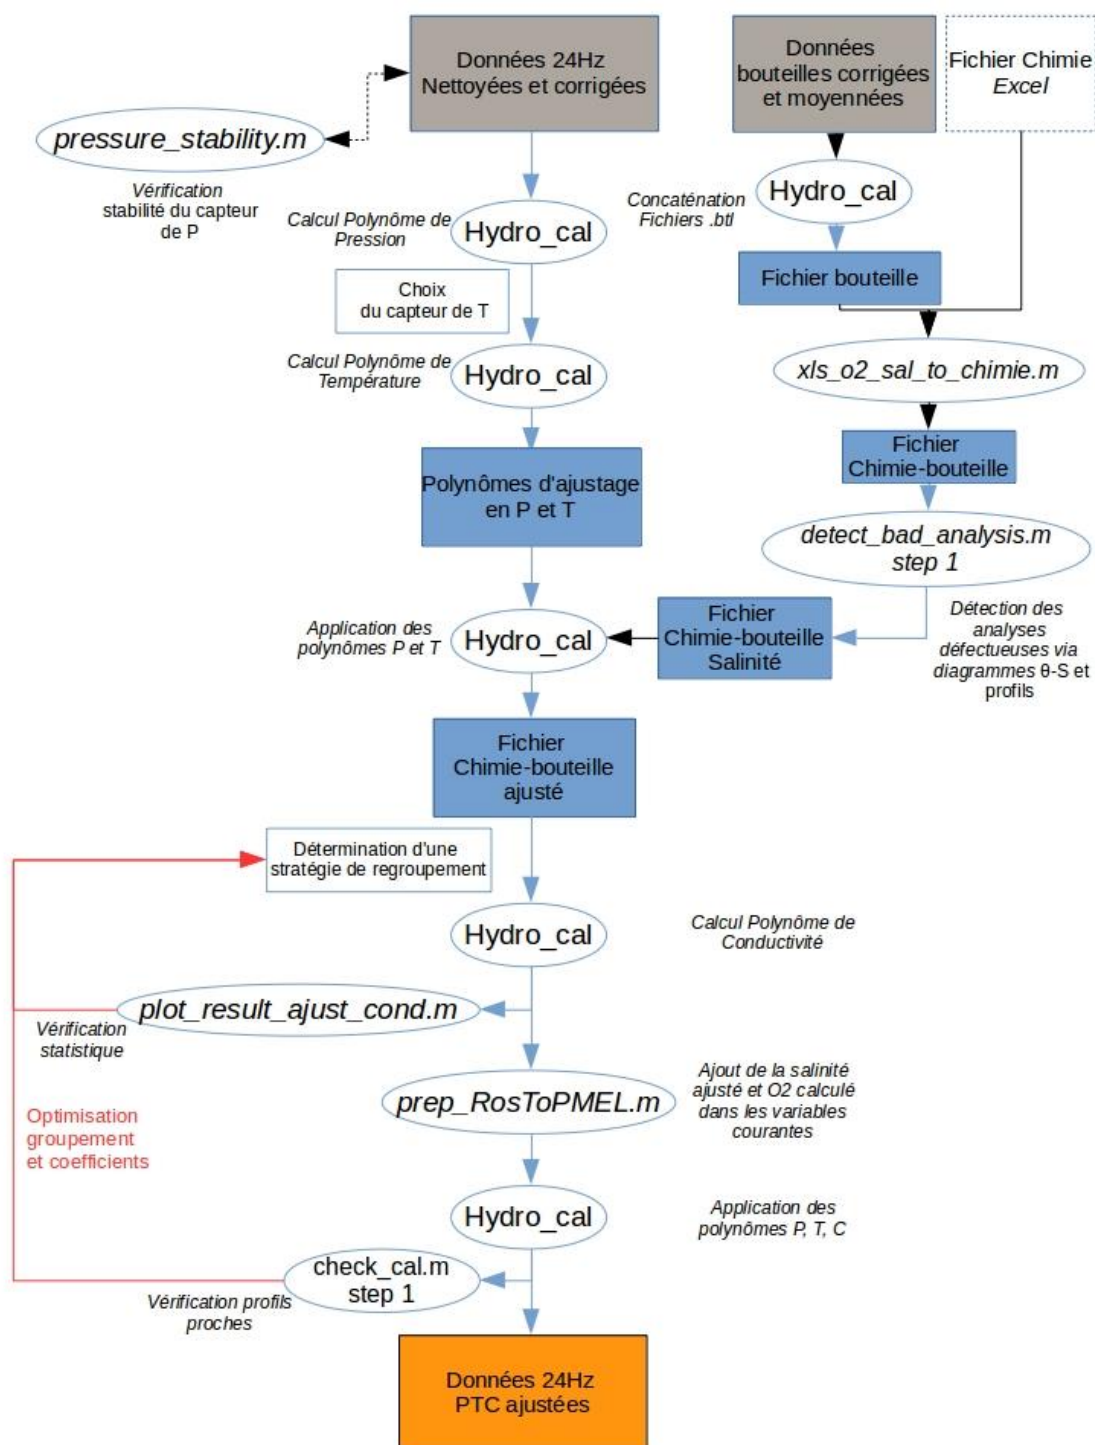 Données 24Hz
Nettoyées et corrigées
Données
bouteilles corrigées
et moyennées
Fichier Chimie
Excel
pressure_stability.m
Vérification
stabilité du capteur
de P
Calcul Polynôme de
Pression
Hydro_cal
Concaténation
Fichiers .btl
Hydro_cal
Choix
du capteur de T
Fichier bouteille
Calcul Polynôme de
Température
Hydro_cal
xls_o2_sal_to_chimie.m
Fichier
Chimie-bouteille
Polynômes d'ajustage
en P et T
detect_bad_analysis.m
step 1
Application des
polynômes P et T
Hydro_cal
Fichier
Chimie-bouteille
Salinité
Détection des
analyses
défectueuses via
diagrammes θ-S et
profils
Fichier
Chimie-bouteille
ajusté
Détermination d'une
stratégie de regroupement
Hydro_cal
Calcul Polynôme de
Conductivité
plot_result_ajust_cond.m
Vérification
statistique
prep_RosToPMEL.m
Ajout de la salinité
ajusté et O2 calculé
dans les variables
courantes
Optimisation
groupement
et coefficients
Hydro_cal
Application des
polynômes P, T, C
check_cal.m
step 1
Vérification profils
proches
Données 24Hz
PTC ajustées